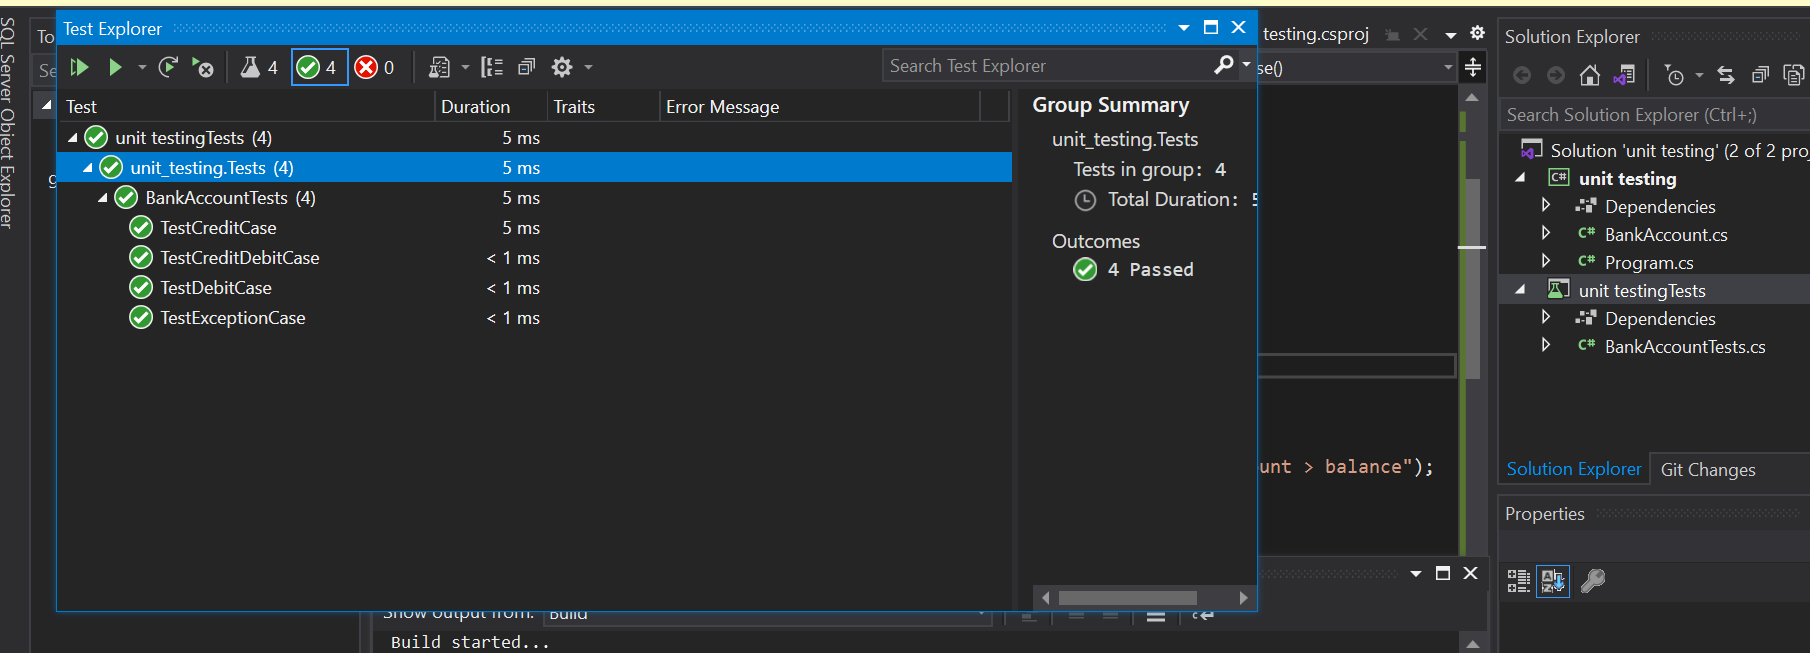 SQL Server Object Explorer
To
Se
Test Explorer
4
4
0
Search Test Explorer
Test Duration Traits Error Message
unit testingTests (4) 5 ms
unit_testing.Tests (4) 5 ms
BankAccountTests (4) 5 ms
TestCreditCase 5 ms
TestCreditDebitCase < 1 ms
TestDebitCase < 1 ms
TestExceptionCase < 1 ms
Group Summary
unit_testing.Tests
Tests in group: 4
Total Duration: 5
Outcomes
4 Passed
testing.csproj
se()
unt > balance");
Show output from: Build
Build started...
Solution Explorer
Search Solution Explorer (Ctrl+;)
Solution 'unit testing' (2 of 2 proj
C# unit testing
Dependencies
C# BankAccount.cs
C# Program.cs
unit testingTests
Dependencies
C# BankAccountTests.cs
Solution Explorer Git Changes
Properties